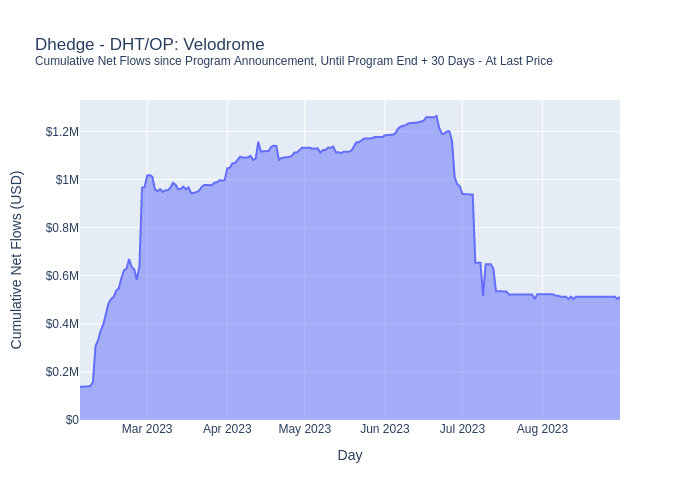 Dhedge - DHT/OP: Velodrome
Cumulative Net Flows since Program Announcement, Until Program End + 30 Days - At Last Price
Cumulative Net Flows (USD)
$1.2M
$1M
$0.8M
$0.6M
$0.4M
$0.2M
$0
Mar 2023 Apr 2023 May 2023 Jun 2023 Jul 2023 Aug 2023
Day